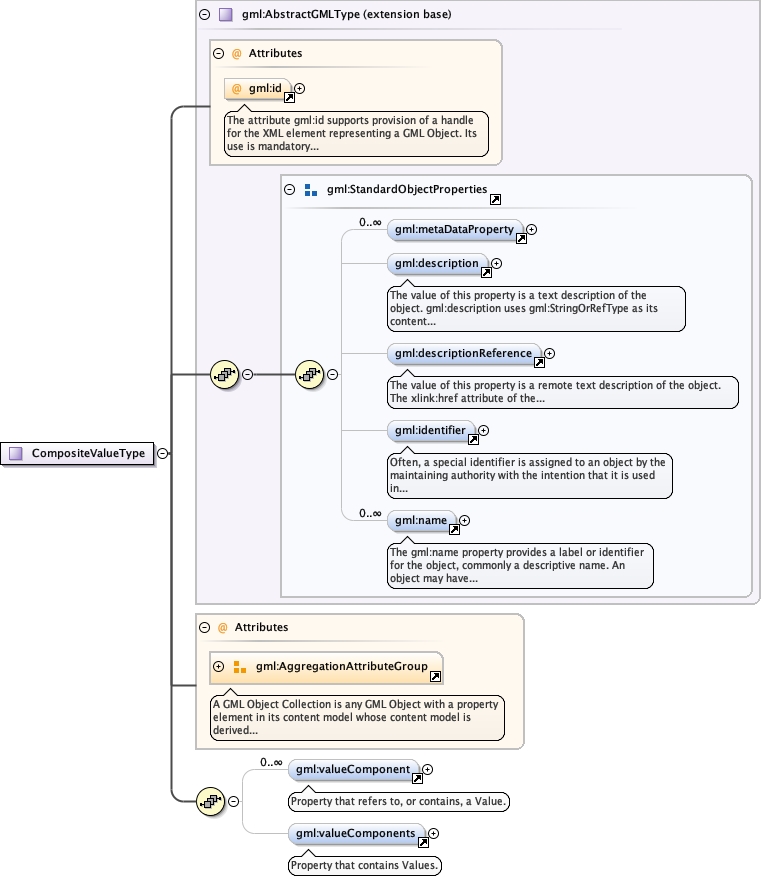 gml:AbstractGMLType (extension base)
@ Attributes
@ gml:id
The attribute gml:id supports provision of a handle
for the XML element representing a GML Object. Its
use is mandatory...
gml:StandardObjectProperties
0..∞
gml:metaDataProperty
gml:description
The value of this property is a text description of the
object. gml:description uses gml:StringOrRefType as its
content...
gml:descriptionReference
The value of this property is a remote text description of the object.
The xlink:href attribute of the...
gml:identifier
Often, a special identifier is assigned to an object by the
maintaining authority with the intention that it is used
in...
CompositeValueType
0..∞
gml:name
The gml:name property provides a label or identifier
for the object, commonly a descriptive name. An
object may have...
@ Attributes
gml:AggregationAttributeGroup
A GML Object Collection is any GML Object with a property
element in its content model whose content model is
derived...
0..∞
gml:valueComponent
Property that refers to, or contains, a Value.
gml:valueComponents
Property that contains Values.